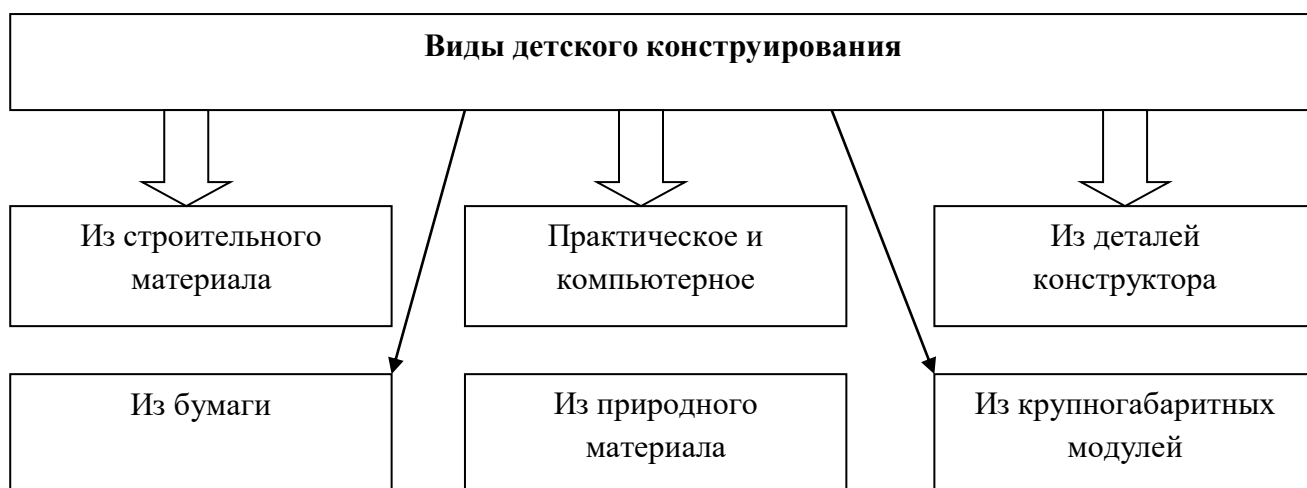 Виды детского конструирования
Из строительного
материала
Практическое и
компьютерное
Из деталей
конструктора
Из бумаги
Из природного
материала
Из крупногабаритных
модулей